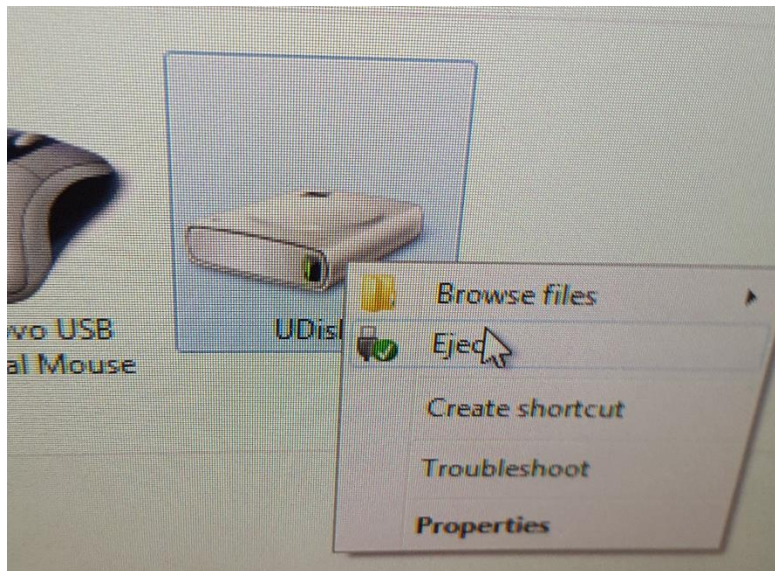 vo USB
al Mouse
UDis
Browse files
Ejec
Create shortcut
Troubleshoot
Properties